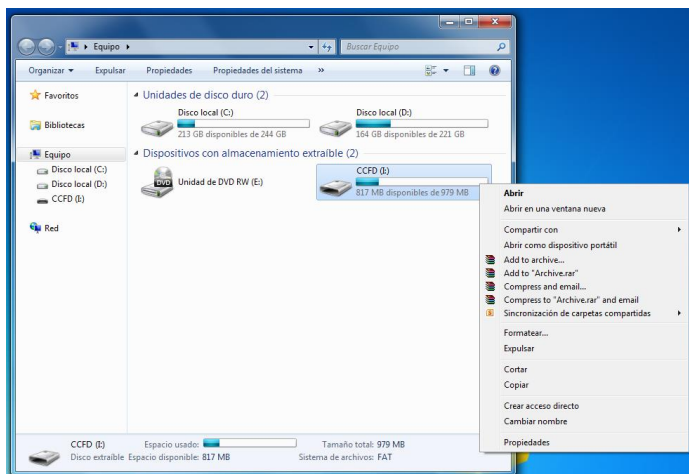 Equipo
Buscar Equipo
Organizar
Expulsar
Propiedades
Propiedades del sistema
»
Favoritos
Bibliotecas
Equipo
Disco local (C:)
Disco local (D:)
CCFD (I:)
Red
Unidades de disco duro (2)
Disco local (C:)
213 GB disponibles de 244 GB
Disco local (D:)
164 GB disponibles de 221 GB
Dispositivos con almacenamiento extraíble (2)
DVD
Unidad de DVD RW (E:)
CCFD (I:)
817 MB disponibles de 979 MB
Abrir
Abrir en una ventana nueva
Compartir con
Abrir como dispositivo portátil
Add to archive...
Add to "Archive.rar"
Compress and email...
Compress to "Archive.rar" and email
Sincronización de carpetas compartidas
Formatear...
Expulsar
Cortar
Copiar
Crear acceso directo
Cambiar nombre
Propiedades
CCFD (I:) Espacio usado: Tamaño total: 979 MB
Disco extraíble Espacio disponible: 817 MB Sistema de archivos: FAT